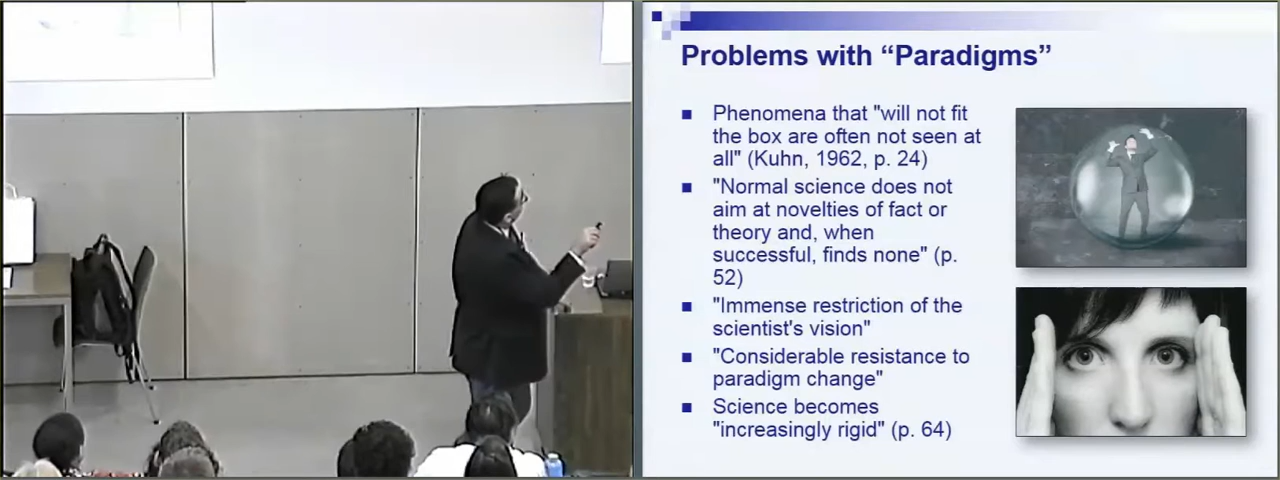 Problems with “Paradigms”
Phenomena that "will not fit
the box are often not seen at
all" (Kuhn, 1962, p. 24)
"Normal science does not
aim at novelties of fact or
theory and, when
successful, finds none" (p.
52)
"Immense restriction of the
scientist's vision"
"Considerable resistance to
paradigm change"
Science becomes
"increasingly rigid" (p. 64)